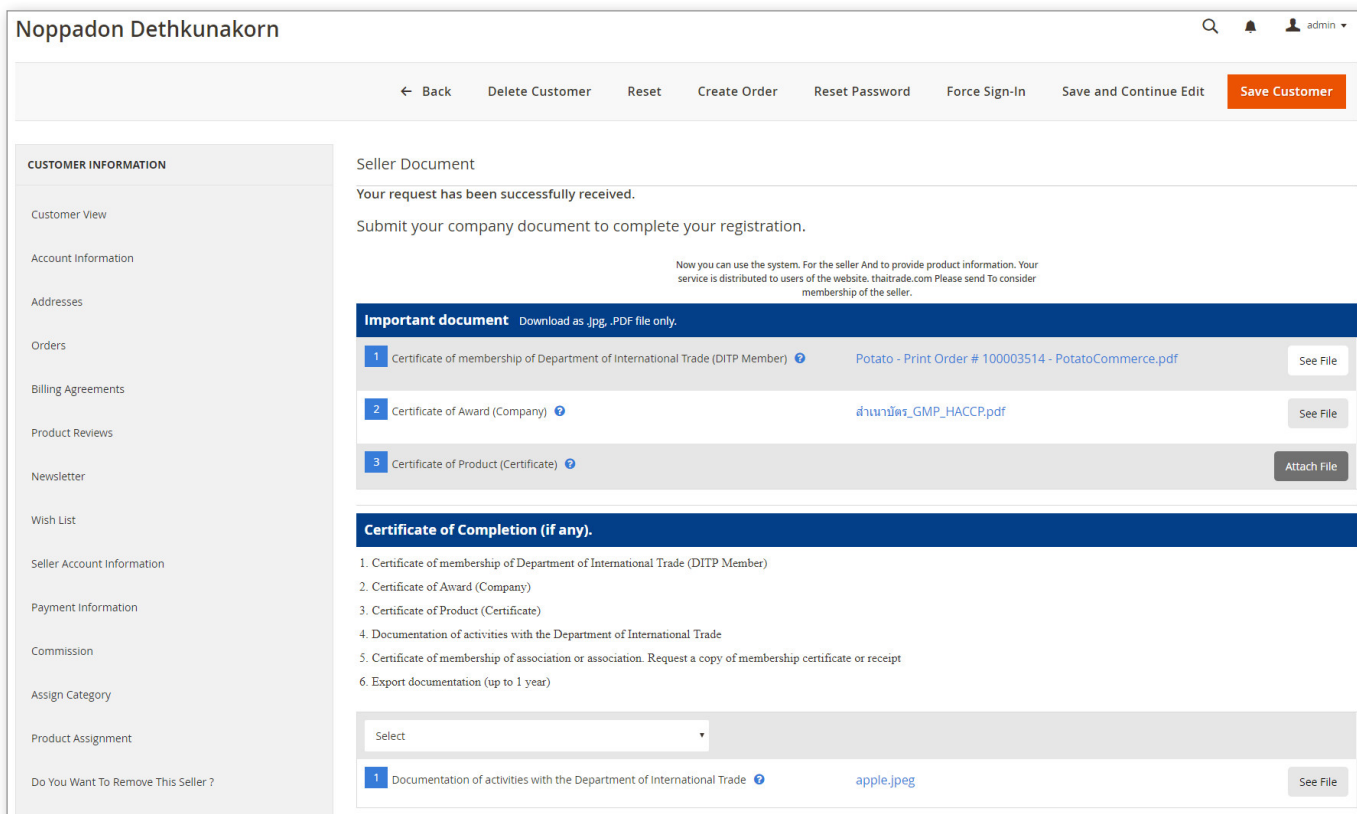 Noppadon Dethkunakorn
admin
← Back Delete Customer Reset Create Order Reset Password Force Sign-In Save and Continue Edit Save Customer
CUSTOMER INFORMATION
Customer View
Account Information
Addresses
Orders
Billing Agreements
Product Reviews
Newsletter
Wish List
Seller Account Information
Payment Information
Commission
Assign Category
Product Assignment
Do You Want To Remove This Seller ?
Seller Document
Your request has been successfully received.
Submit your company document to complete your registration.
Now you can use the system. For the seller And to provide product information. Your
service is distributed to users of the website. thaitrade.com Please send To consider
membership of the seller.
Important document Download as .Jpg, .PDF file only.
1 Certificate of membership of Department of International Trade (DITP Member) ? Potato - Print Order # 100003514 - PotatoCommerce.pdf See File
2 Certificate of Award (Company) ? สำเนาบัตร_GMP_HACCP.pdf See File
3 Certificate of Product (Certificate) ? Attach File
Certificate of Completion (if any).
1. Certificate of membership of Department of International Trade (DITP Member)
2. Certificate of Award (Company)
3. Certificate of Product (Certificate)
4. Documentation of activities with the Department of International Trade
5. Certificate of membership of association or association. Request a copy of membership certificate or receipt
6. Export documentation (up to 1 year)
Select
1 Documentation of activities with the Department of International Trade ? apple.jpeg See File